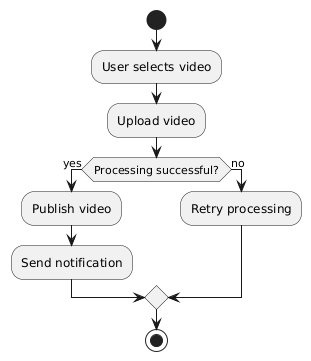 User selects video
Upload video
Processing successful?
yes
no
Publish video
Retry processing
Send notification